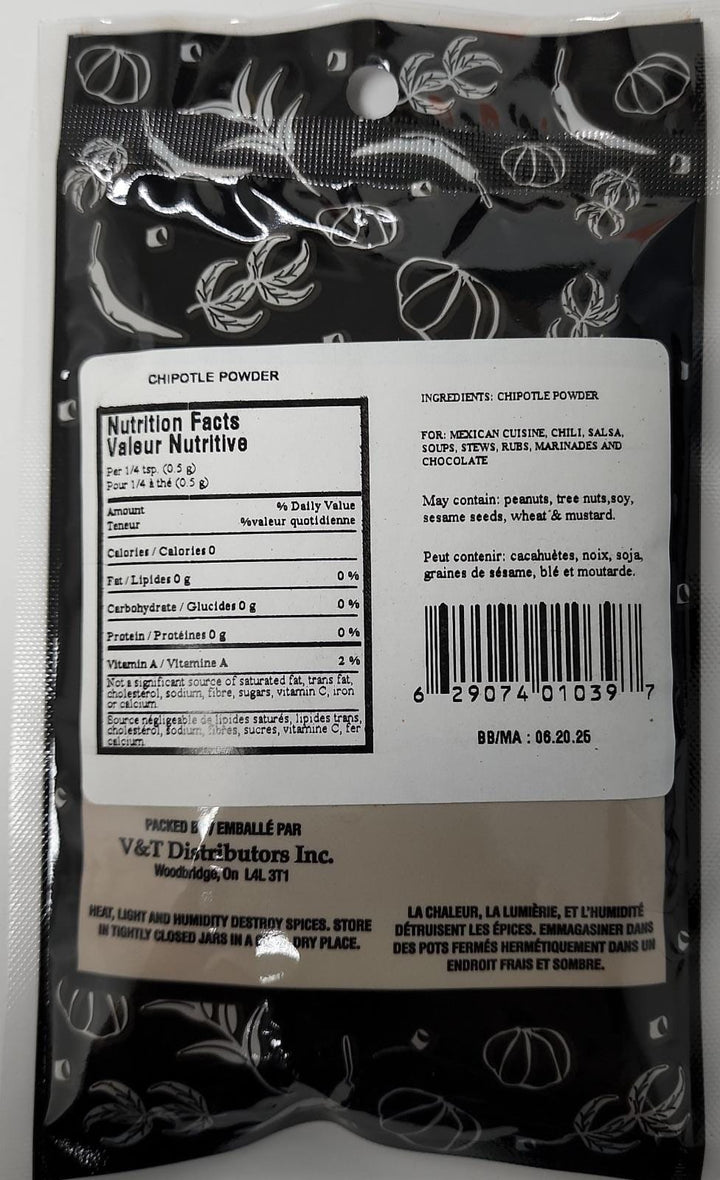 CHIPOTLE POWDER
Nutrition Facts
Valeur Nutritive
Per 1/4 tsp. (0.5 g)
Pour 1/4 à thé (0.5 g)
Amount % Daily Value
Teneur %valeur quotidienne
Calories / Calories 0
Fat / Lipides 0 g 0 %
Carbohydrate / Glucides 0 g 0 %
Protein / Protéines 0 g 0 %
Vitamin A / Vitamine A 2 %
Not a significant source of saturated fat, trans fat,
cholesterol, sodium, fibre, sugars, vitamin C, iron
or calcium.
Source négligeable de lipides saturés, lipides trans,
cholestérol, sodium, fibres, sucres, vitamine C, fer
calcium.
INGREDIENTS: CHIPOTLE POWDER
FOR: MEXICAN CUISINE, CHILI, SALSA,
SOUPS, STEWS, RUBS, MARINADES AND
CHOCOLATE
May contain: peanuts, tree nuts,soy,
sesame seeds, wheat & mustard.
Peut contenir: cacahuètes, noix, soja,
graines de sésame, blé et moutarde.
6 29074 01039 7
BB/MA : 06.20.26
PACKED / EMBALLÉ PAR
V&T Distributors Inc.
Woodbridge, On L4L 3T1
HEAT, LIGHT AND HUMIDITY DESTROY SPICES. STORE
IN TIGHTLY CLOSED JARS IN A DRY PLACE.
LA CHALEUR, LA LUMIÈRIE, ET L'HUMIDITÉ
DÉTRUISENT LES ÉPICES. EMMAGASINER DANS
DES POTS FERMÉS HERMÉTIQUEMENT DANS UN
ENDROIT FRAIS ET SOMBRE.